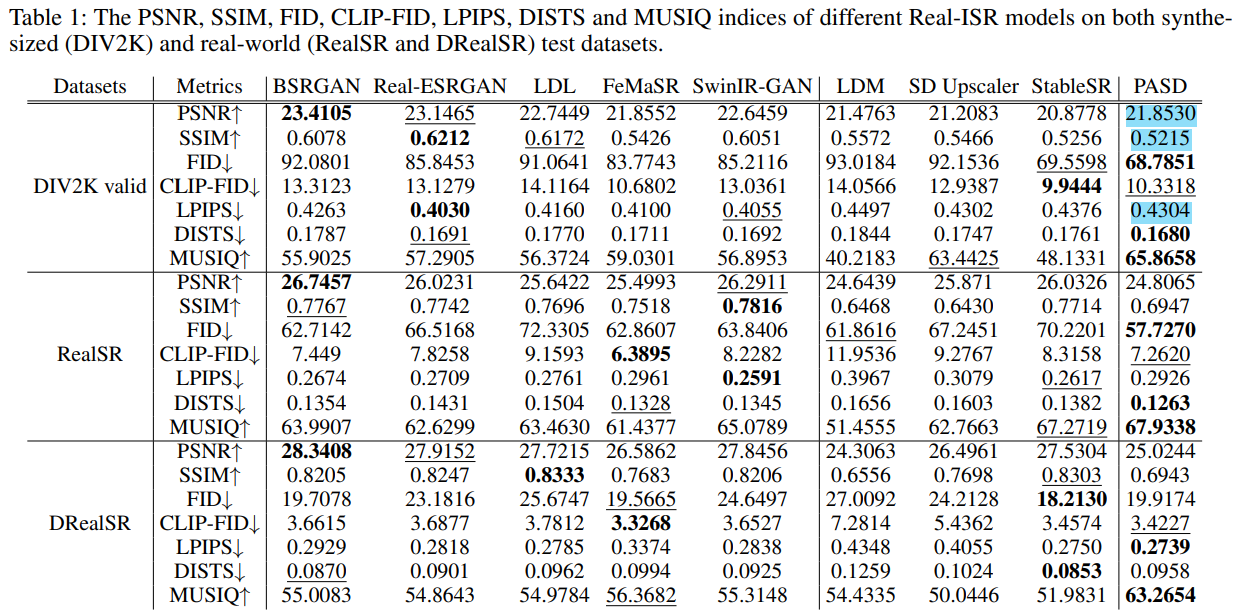 Table 1: The PSNR, SSIM, FID, CLIP-FID, LPIPS, DISTS and MUSIQ indices of different Real-ISR models on both synthe-
sized (DIV2K) and real-world (RealSR and DRealSR) test datasets.
Datasets Metrics BSRGAN Real-ESRGAN LDL FeMaSR SwinIR-GAN LDM SD Upscaler StableSR PASD
PSNR↑ 23.4105 23.1465 22.7449 21.8552 22.6459 21.4763 21.2083 20.8778 21.8530
SSIM↑ 0.6078 0.6212 0.6172 0.5426 0.6051 0.5572 0.5466 0.5256 0.5215
FID↓ 92.0801 85.8453 91.0641 83.7743 85.2116 93.0184 92.1536 69.5598 68.7851
DIV2K valid CLIP-FID↓ 13.3123 13.1279 14.1164 10.6802 13.0361 14.0566 12.9387 9.9444 10.3318
LPIPS↓ 0.4263 0.4030 0.4160 0.4100 0.4055 0.4497 0.4302 0.4376 0.4304
DISTS↓ 0.1787 0.1691 0.1770 0.1711 0.1692 0.1844 0.1747 0.1761 0.1680
MUSIQ↑ 55.9025 57.2905 56.3724 59.0301 56.8953 40.2183 63.4425 48.1331 65.8658
PSNR↑ 26.7457 26.0231 25.6422 25.4993 26.2911 24.6439 25.871 26.0326 24.8065
SSIM↑ 0.7767 0.7742 0.7696 0.7518 0.7816 0.6468 0.6430 0.7714 0.6947
FID↓ 62.7142 66.5168 72.3305 62.8607 63.8406 61.8616 67.2451 70.2201 57.7270
RealSR CLIP-FID↓ 7.449 7.8258 9.1593 6.3895 8.2282 11.9536 9.2767 8.3158 7.2620
LPIPS↓ 0.2674 0.2709 0.2761 0.2961 0.2591 0.3967 0.3079 0.2617 0.2926
DISTS↓ 0.1354 0.1431 0.1504 0.1328 0.1345 0.1656 0.1603 0.1382 0.1263
MUSIQ↑ 63.9907 62.6299 63.4630 61.4377 65.0789 51.4555 62.7663 67.2719 67.9338
PSNR↑ 28.3408 27.9152 27.7215 26.5862 27.8456 24.3063 26.4961 27.5304 25.0244
SSIM↑ 0.8205 0.8247 0.8333 0.7683 0.8206 0.6556 0.7698 0.8303 0.6943
FID↓ 19.7078 23.1816 25.6747 19.5665 24.6497 27.0092 24.2128 18.2130 19.9174
DRealSR CLIP-FID↓ 3.6615 3.6877 3.7812 3.3268 3.6527 7.2814 5.4362 3.4574 3.4227
LPIPS↓ 0.2929 0.2818 0.2785 0.3374 0.2838 0.4348 0.4055 0.2750 0.2739
DISTS↓ 0.0870 0.0901 0.0962 0.0994 0.0925 0.1259 0.1024 0.0853 0.0958
MUSIQ↑ 55.0083 54.8643 54.9784 56.3682 55.3148 54.4335 50.0446 51.9831 63.2654